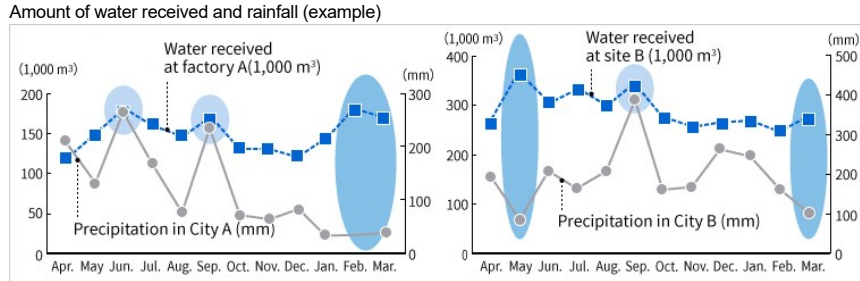 Amount of water received and rainfall (example)
(1,000 m³)
Water received
at factory A(1,000 m³)
(mm)
200
150
100
50
0
300
200
100
0
Precipitation in City A (mm)
Apr. May Jun. Jul. Aug. Sep. Oct. Nov. Dec. Jan. Feb. Mar.
(1,000 m³)
Water received
at site B (1,000 m³)
(mm)
400
300
200
100
0
500
400
300
200
100
0
Precipitation in City B (mm)
Apr. May Jun. Jul. Aug. Sep. Oct. Nov. Dec. Jan. Feb. Mar.